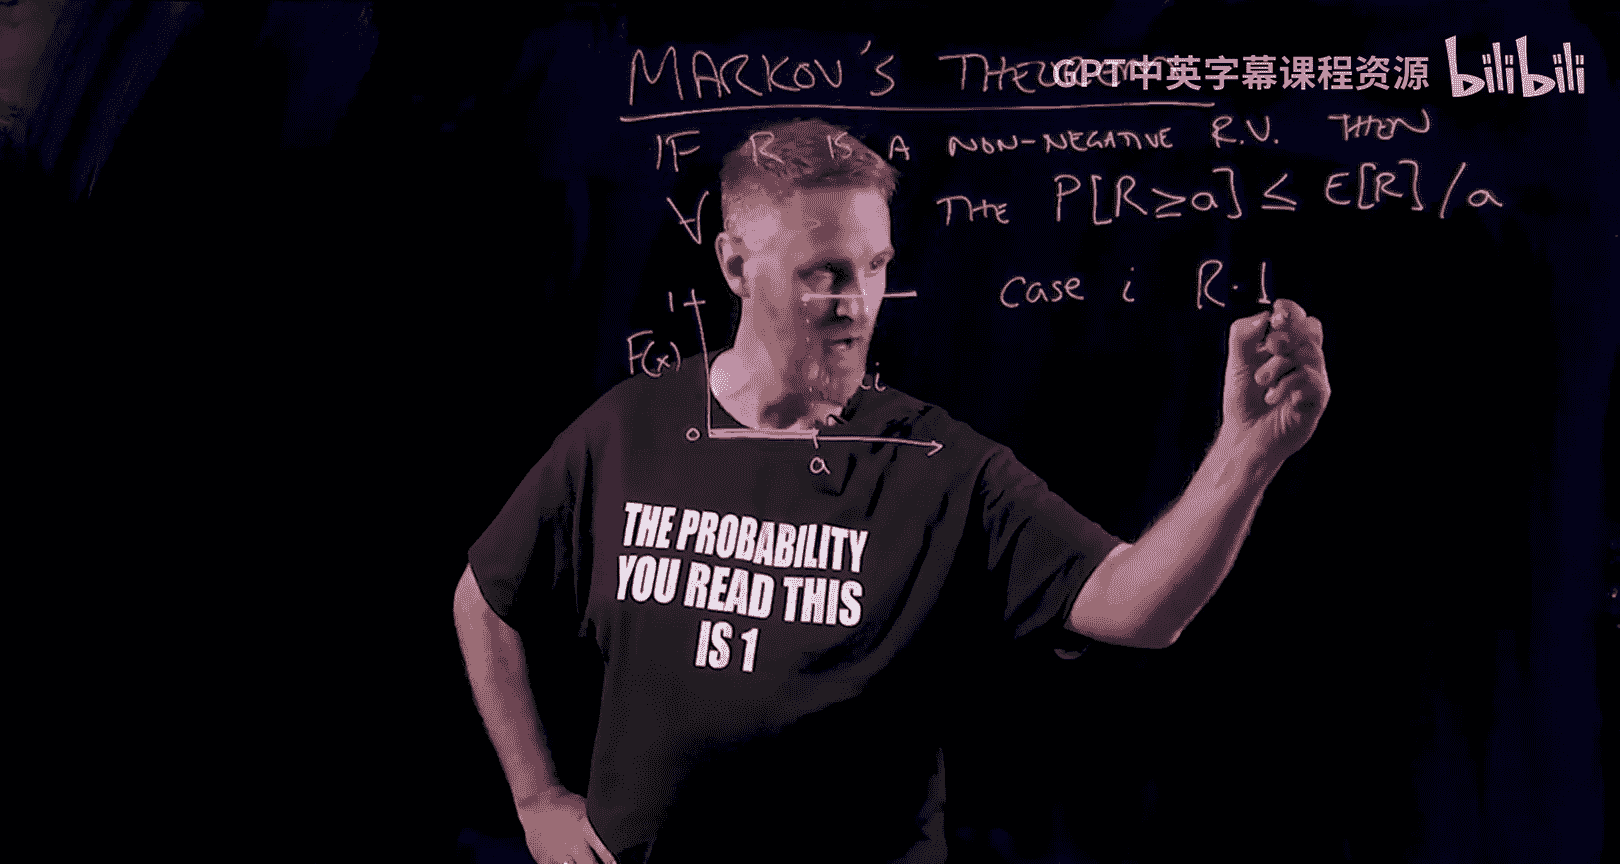 MARKOV'S THEOREM
GPT中英字幕课程资源 bilibili
IF R IS A NON-NEGATIVE R.V. THEN
∀ THE P[R≥a] ≤ E[R]/a
case i R·1
1
F(x)
i
0
a
THE PROBABILITY
YOU READ THIS
IS 1